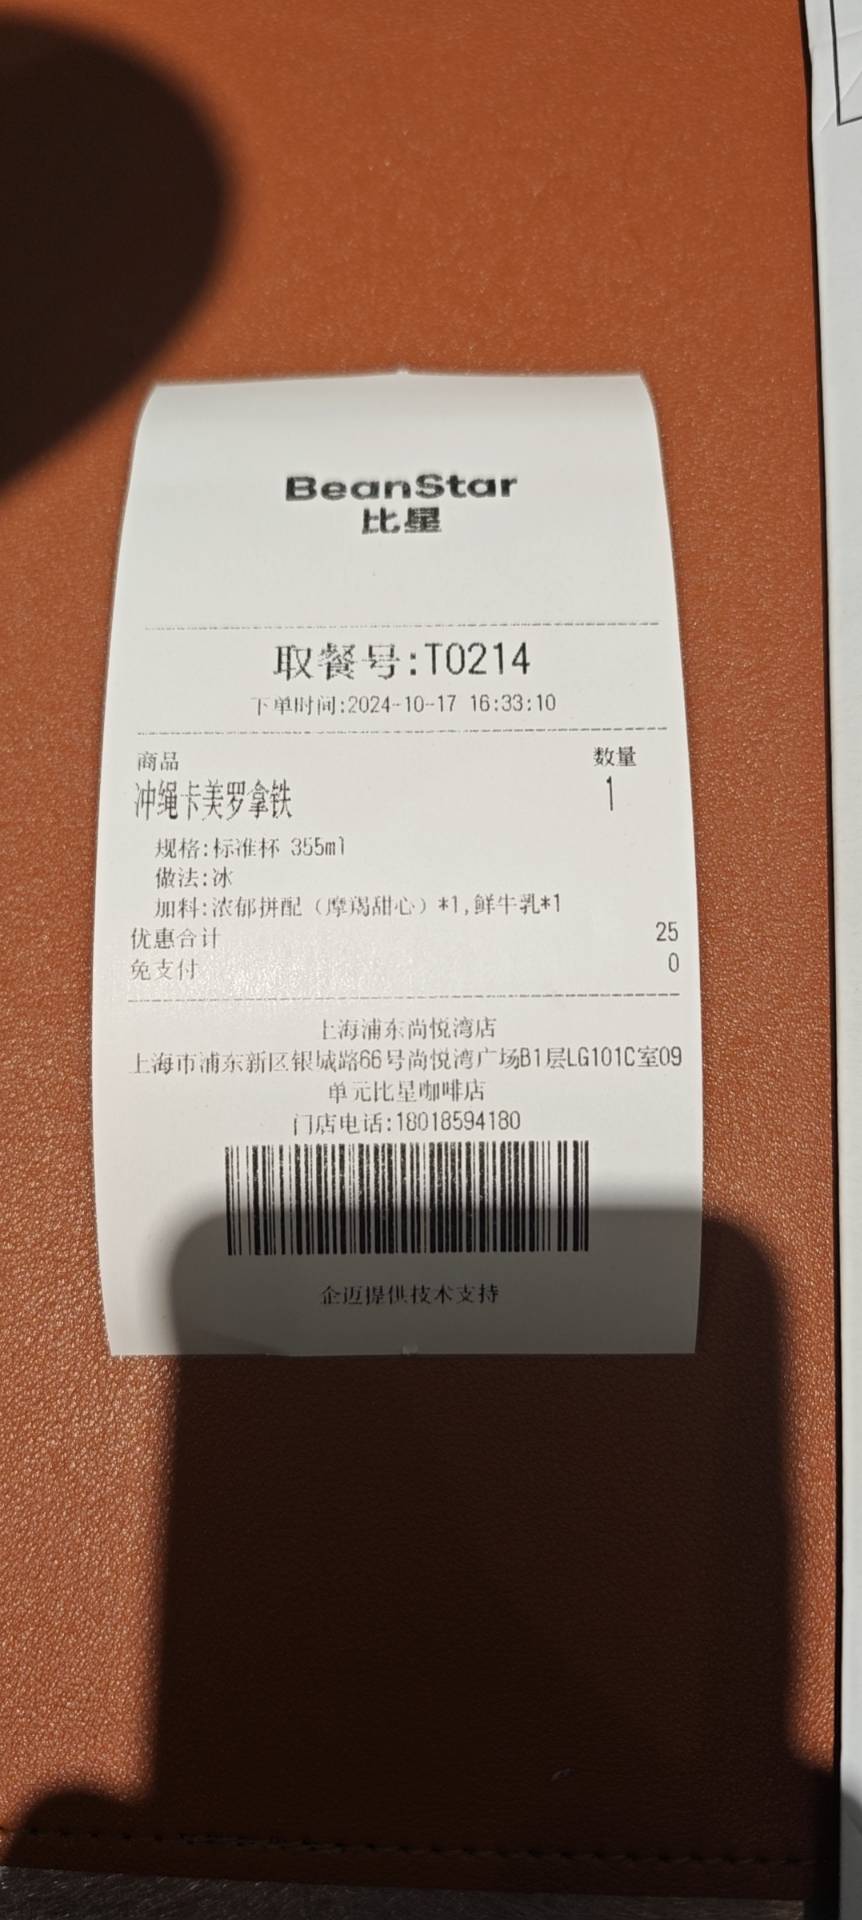 BeanStar
比星
取餐号:T0214
下单时间:2024-10-17 16:33:10
商品 数量
冲绳卡美罗拿铁 1
规格:标准杯 355ml
做法:冰
加料:浓郁拼配（摩羯甜心）*1,鲜牛乳*1
优惠合计 25
免支付 0
上海浦东尚悦湾店
上海市浦东新区银城路66号尚悦湾广场B1层LG101C室09
单元比星咖啡店
门店电话:18018594180
企迈提供技术支持